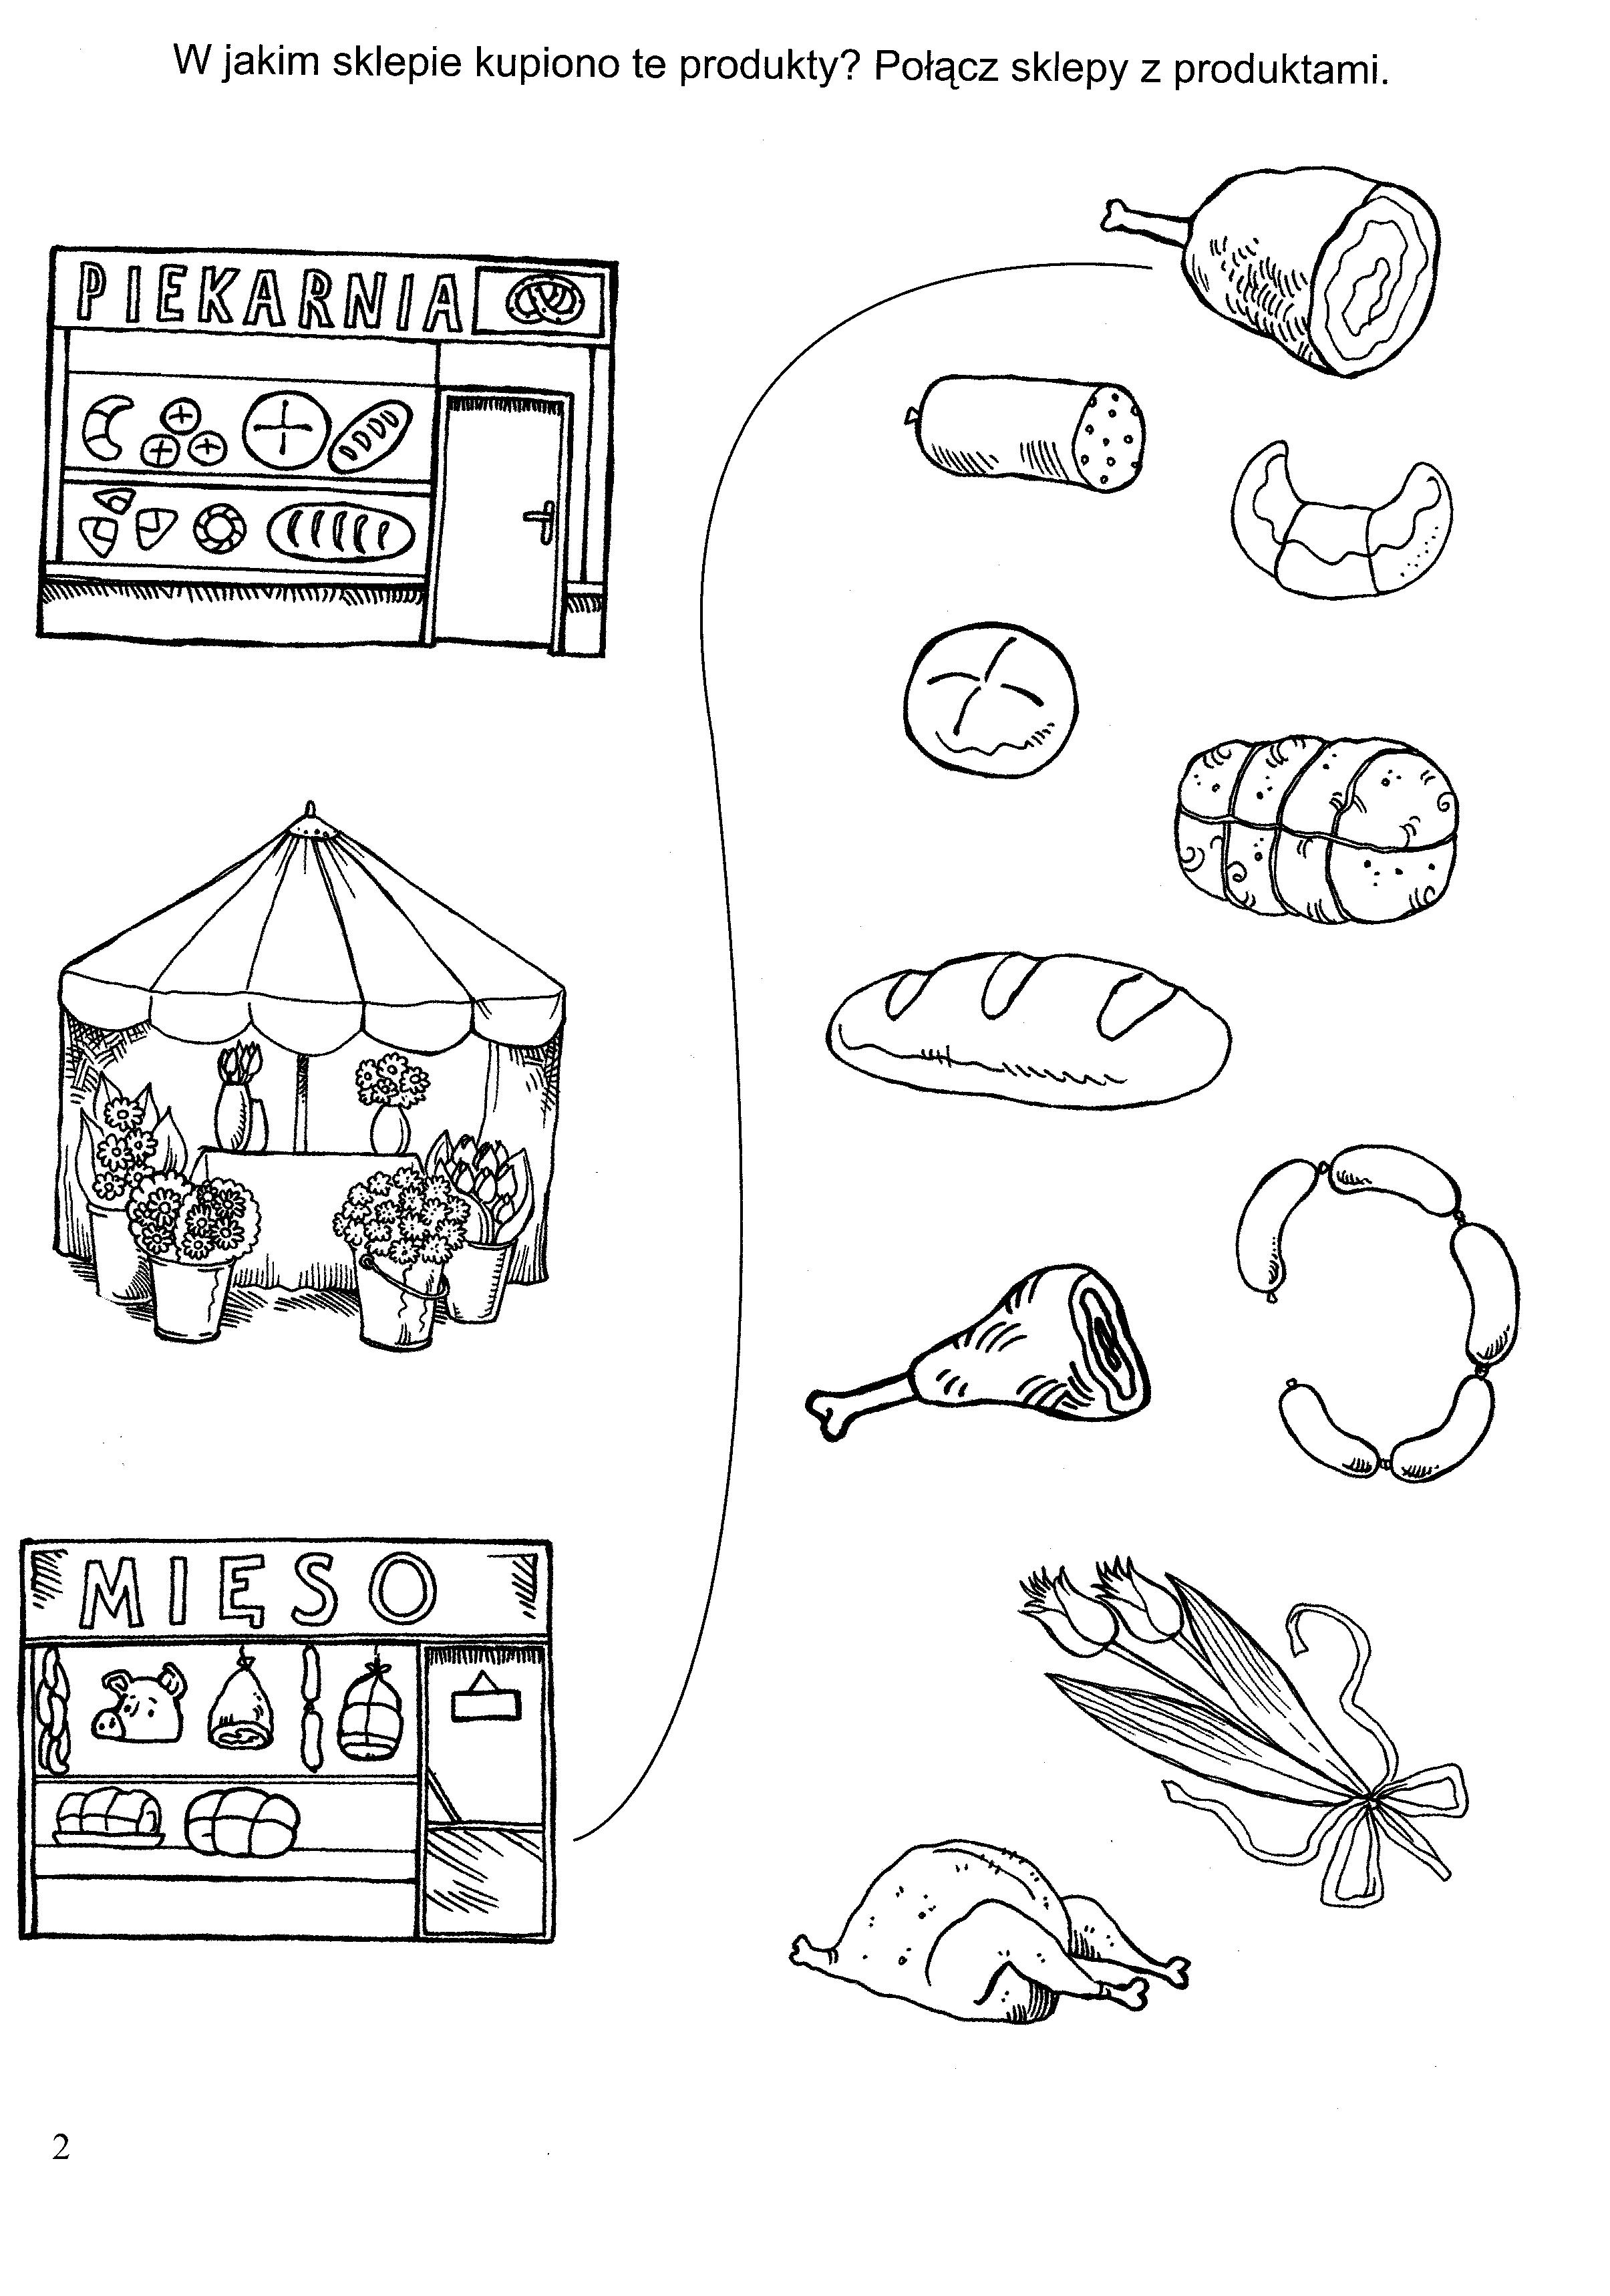 W jakim sklepie kupiono te produkty? Połącz sklepy z produktami.
PIEKARNIA
MIĘSO
2